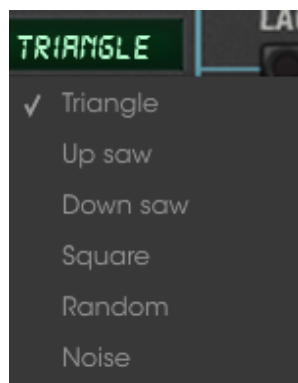 TRIANGLE
✓ Triangle
Up saw
Down saw
Square
Random
Noise